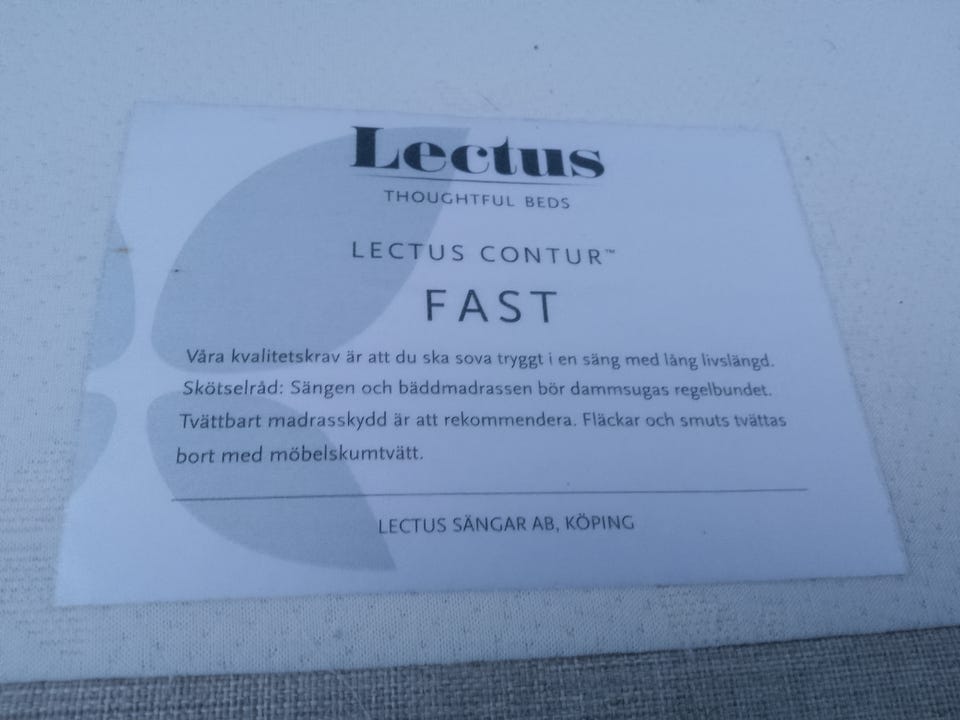 Lectus
THOUGHTFUL BEDS
LECTUS CONTUR™
FAST
Våra kvalitetskrav är att du ska sova tryggt i en säng med lång livslängd.
Skötselråd: Sängen och bäddmadrassen bör dammsugas regelbundet.
Tvättbart madrasskydd är att rekommendera. Fläckar och smuts tvättas
bort med möbelskumtvätt.
LECTUS SÄNGAR AB, KÖPING